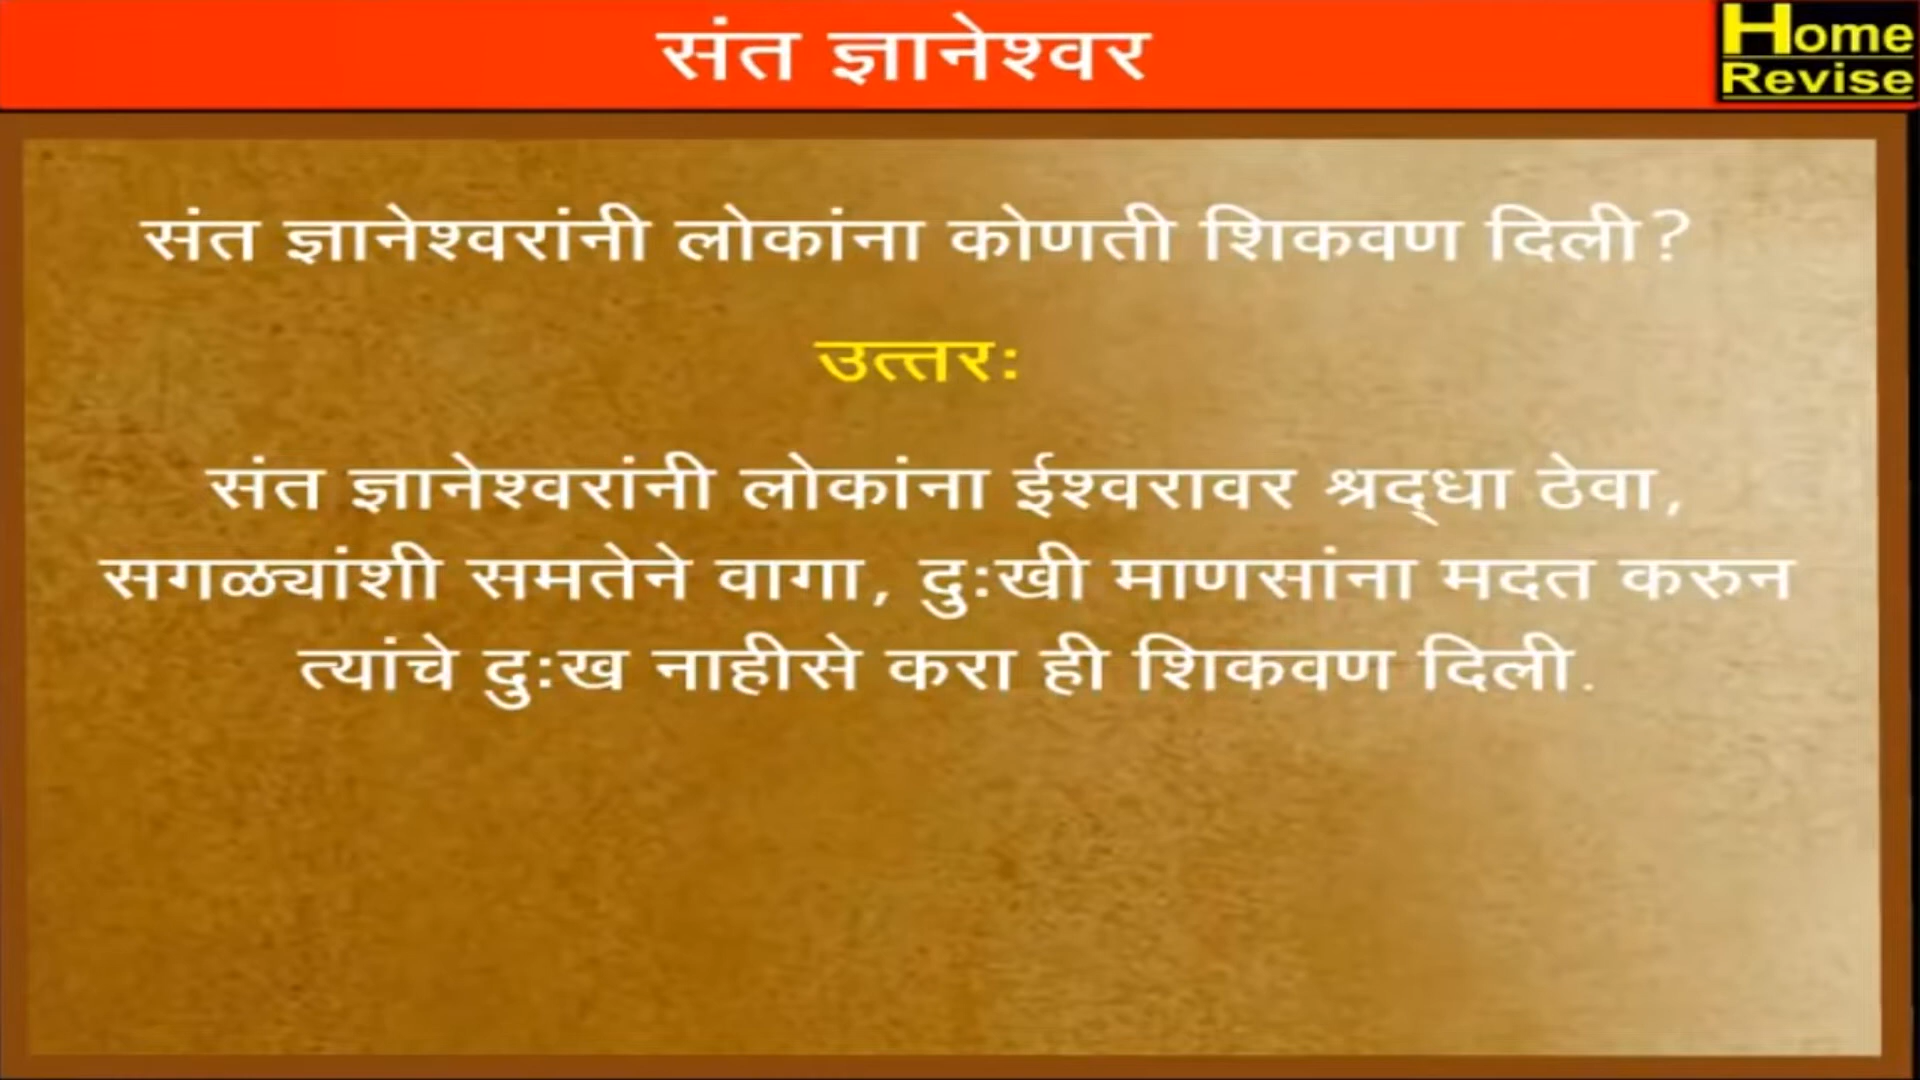 संत ज्ञानेश्वर
Home
Revise
संत ज्ञानेश्वरांनी लोकांना कोणती शिकवण दिली?
उत्तरः
संत ज्ञानेश्वरांनी लोकांना ईश्वरावर श्रद्‌धा ठेवा,
सगळ्यांशी समतेने वागा, दुःखी माणसांना मदत करुन
त्यांचे दुःख नाहीसे करा ही शिकवण दिली.